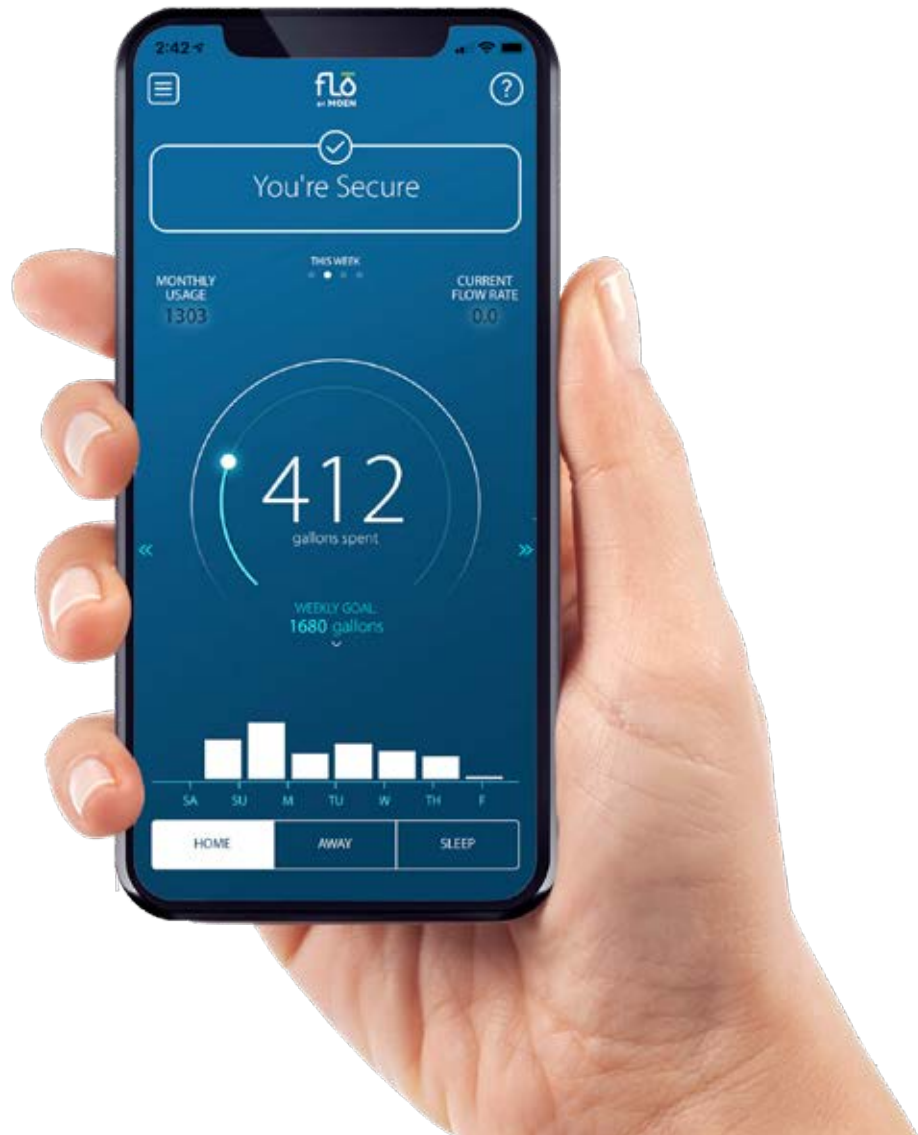 2:42
flō
BY MOEN
?
You're Secure
THIS WEEK
MONTHLY
USAGE
1303
CURRENT
FLOW RATE
0.0
412
gallons spent
WEEKLY GOAL:
1680 gallons
SA SU M TU W TH F
HOME AWAY SLEEP